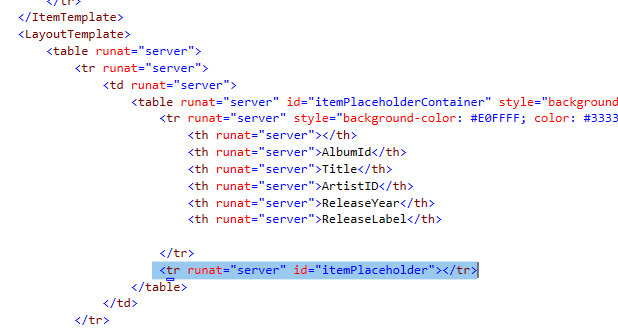 </tr>
</ItemTemplate>
<LayoutTemplate>
<table runat="server">
<tr runat="server">
<td runat="server">
<table runat="server" id="itemPlaceholderContainer" style="background
<tr runat="server" style="background-color: #E0FFFF; color: #3333
<th runat="server"></th>
<th runat="server">AlbumId</th>
<th runat="server">Title</th>
<th runat="server">ArtistID</th>
<th runat="server">ReleaseYear</th>
<th runat="server">ReleaseLabel</th>
</tr>
<tr runat="server" id="itemPlaceholder"></tr>
</table>
</td>
</tr>